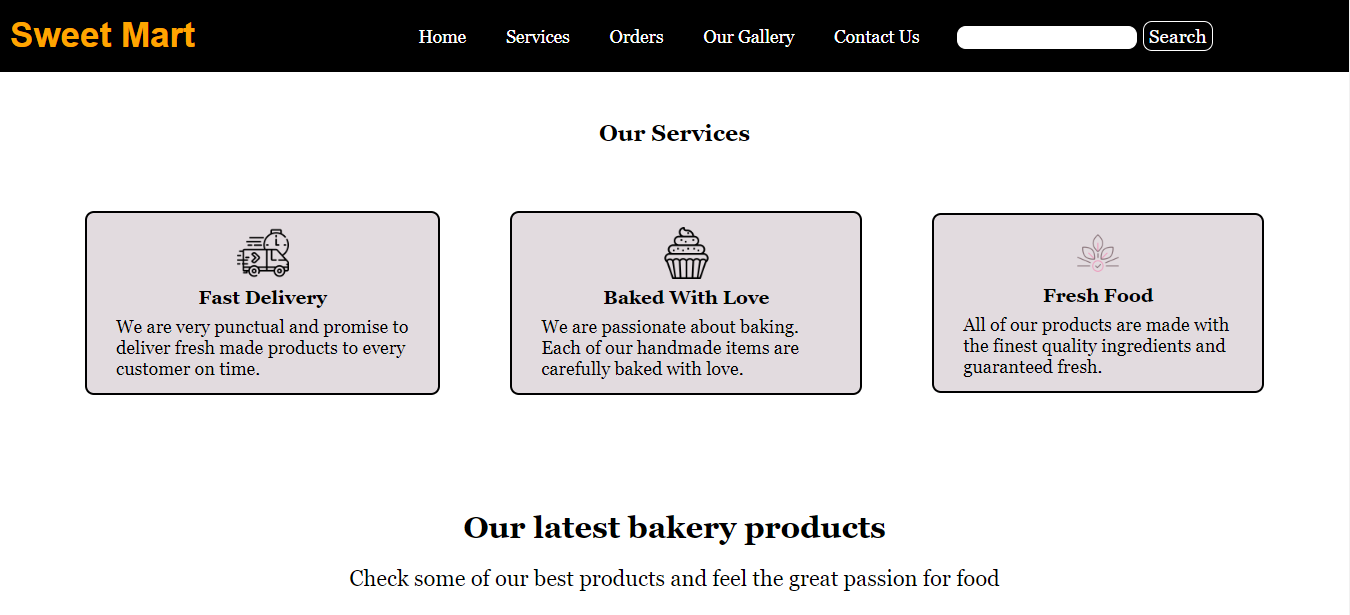 Sweet Mart
Home Services Orders Our Gallery Contact Us Search
Our Services
Fast Delivery
We are very punctual and promise to
deliver fresh made products to every
customer on time.
Baked With Love
We are passionate about baking.
Each of our handmade items are
carefully baked with love.
Fresh Food
All of our products are made with
the finest quality ingredients and
guaranteed fresh.
Our latest bakery products
Check some of our best products and feel the great passion for food